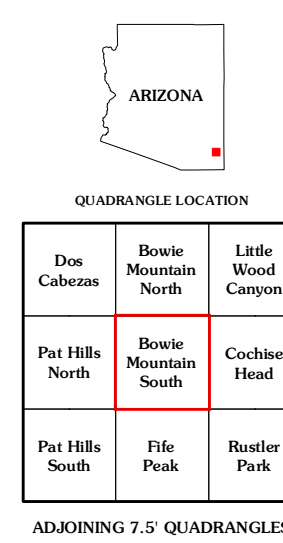 ARIZONA
QUADRANGLE LOCATION
Dos
Cabezas
Bowie
Mountain
North
Little
Wood
Canyon
Pat Hills
North
Bowie
Mountain
South
Cochise
Head
Pat Hills
South
Fife
Peak
Rustler
Park
ADJOINING 7.5' QUADRANGLES